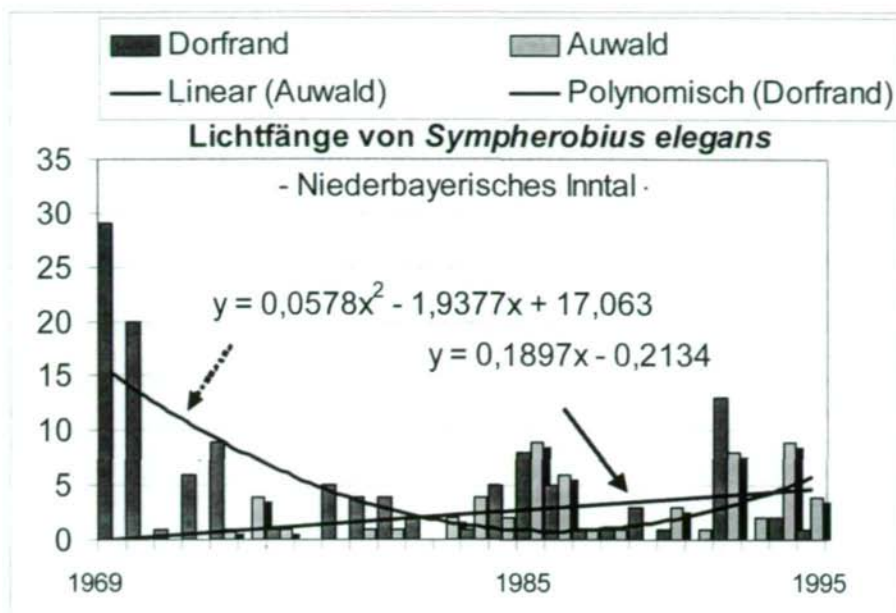 Dorfrand Auwald
Linear (Auwald) Polynomisch (Dorfrand)
Lichtfänge von Sympherobius elegans
- Niederbayerisches Inntal -
35
30
25
20
15
10
5
0
y = 0,0578x² - 1,9377x + 17,063
y = 0,1897x - 0,2134
1969 1985 1995